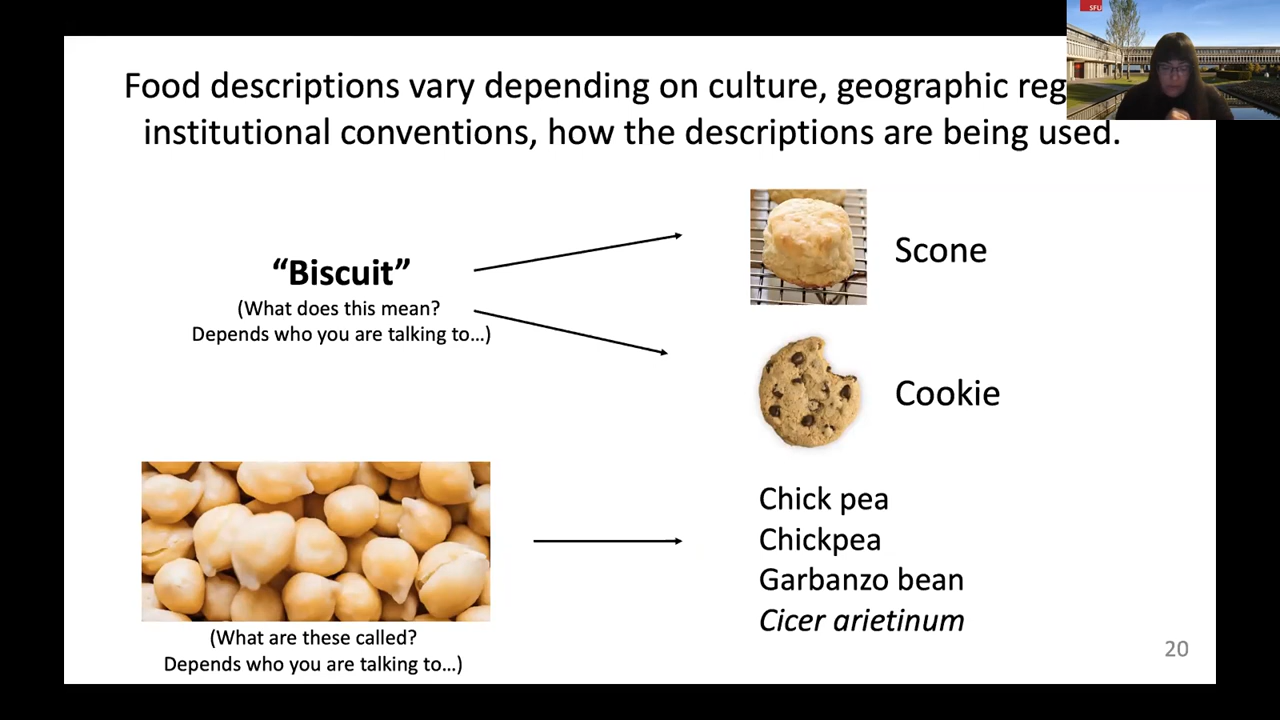 Food descriptions vary depending on culture, geographic
institutional conventions, how the descriptions are being used.
SFU
"Biscuit"
(What does this mean?
Depends who you are talking to…)
Scone
Cookie
Chick pea
Chickpea
Garbanzo bean
Cicer arietinum
(What are these called?
Depends who you are talking to…)
20